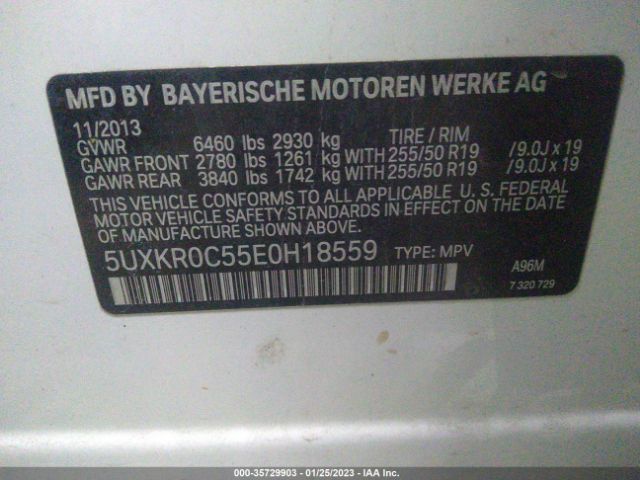 MFD BY BAYERISCHE MOTOREN WERKE AG
11/2013
GVWR 6460 lbs 2930 kg TIRE / RIM
GAWR FRONT 2780 lbs 1261 kg WITH 255/50 R19 /9.0J x 19
GAWR REAR 3840 lbs 1742 kg WITH 255/50 R19 /9.0J x 19
THIS VEHICLE CONFORMS TO ALL APPLICABLE U. S. FEDERAL
MOTOR VEHICLE SAFETY STANDARDS IN EFFECT ON THE DATE
OF MANUFACTURE SHOWN ABOVE.
5UXKR0C55E0H18559 TYPE: MPV
A96M
7 320 729
000-35729903 - 01/25/2023 - IAA Inc.